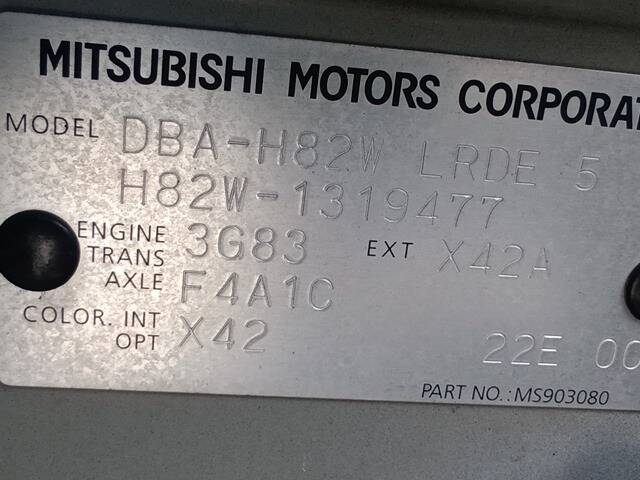 MITSUBISHI MOTORS CORPORAT
MODEL DBA-H82W LRDE 5
H82W-1319477
ENGINE 3G83 EXT X42A
TRANS
AXLE F4A1C
COLOR. INT X42
OPT 22E 00
PART NO.:MS903080